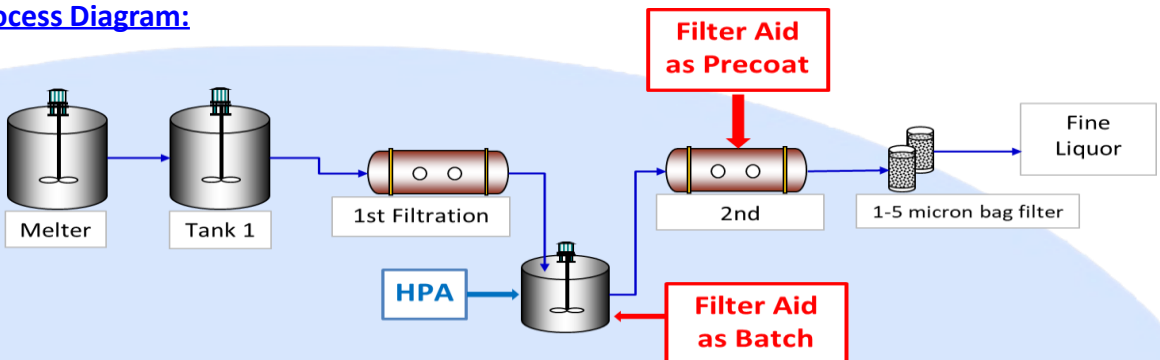 ocess Diagram:
Filter Aid
as Precoat
Fine
Liquor
Melter
Tank 1
1st Filtration
2nd
1-5 micron bag filter
HPA
Filter Aid
as Batch